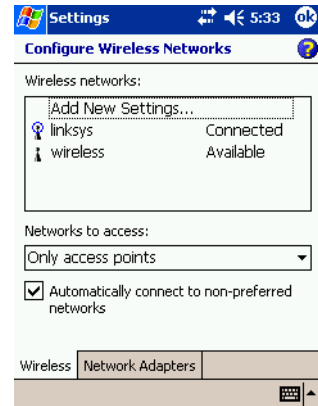 Settings 5:33 ok
Configure Wireless Networks ?
Wireless networks:
Add New Settings...
linksys Connected
wireless Available
Networks to access:
Only access points
Automatically connect to non-preferred
networks
Wireless Network Adapters